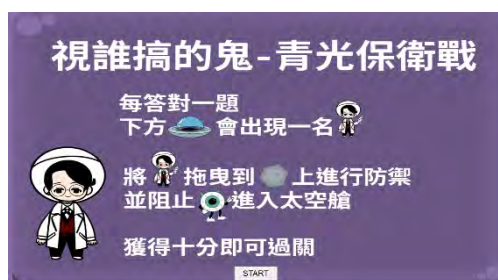 視誰搞的鬼-青光保衛戰
每答對一題
下方會出現一名
將拖曳到上進行防禦
並阻止進入太空艙
獲得十分即可過關
START